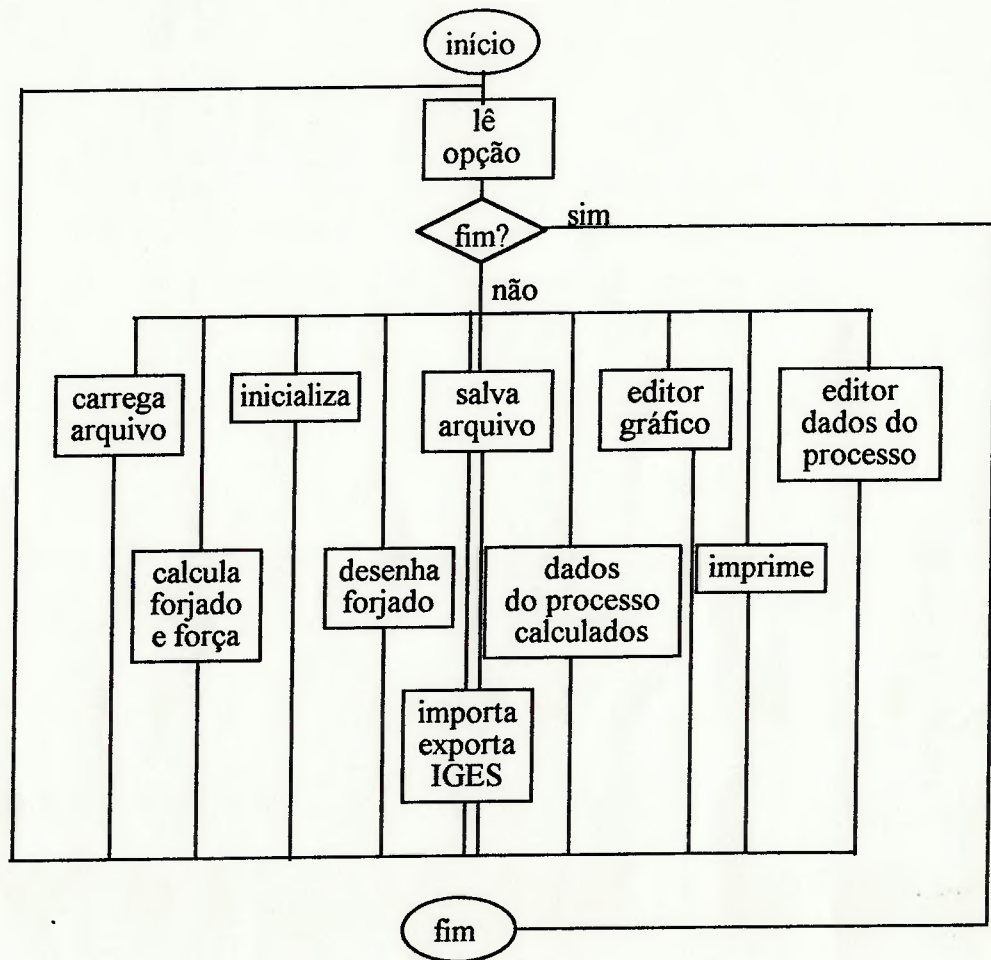 início
lê
opção
fim?
sim
não
carrega
arquivo
inicializa
salva
arquivo
editor
gráfico
editor
dados do
processo
calcula
forjado
e força
desenha
forjado
dados
do processo
calculados
imprime
importa
exporta
IGES
fim